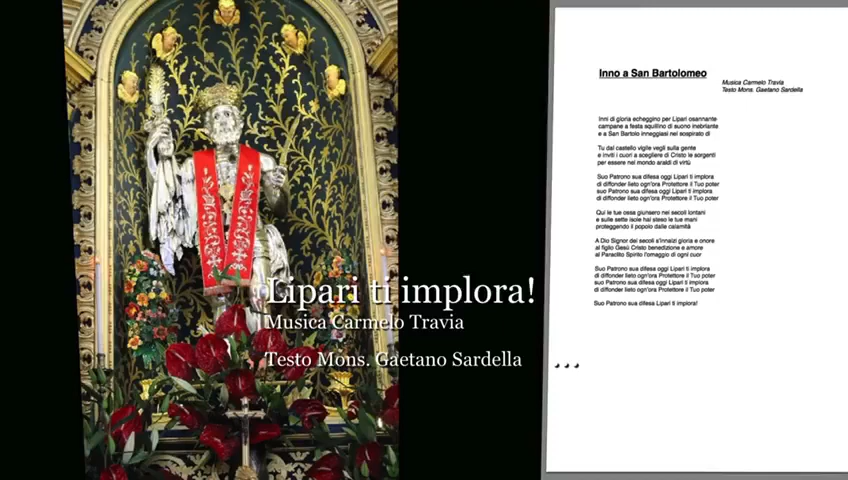 Lipari ti implora!
Musica Carmelo Travia
Testo Mons. Gaetano Sardella
Inno a San Bartolomeo
Musica Carmelo Travia
Testo Mons. Gaetano Sardella
Inni di gloria echeggino per Lipari osannante
campane a festa squillino di suono inebriante
e a San Bartolo inneggiasi nel sospirato dì
Tu dal castello vigile vegli sulla gente
e inviti i cuori a scegliere di Cristo le sorgenti
per essere nel mondo araldi di virtù
Suo Patrono sua difesa oggi Lipari ti implora
di diffonder lieto ogn'ora Protettore il Tuo poter
suo Patrono sua difesa oggi Lipari ti implora
di diffonder lieto ogn'ora Protettore il Tuo poter
Qui le tue ossa giunsero nei secoli lontani
e sulle sette isole hai steso le tue mani
proteggendo il popolo dalle calamità
A Dio Signor dei secoli s'innalzi gloria e onore
al figlio Gesù Cristo benedizione e amore
al Paraclito Spirito l'omaggio di ogni cuor
Suo Patrono sua difesa oggi Lipari ti implora
di diffonder lieto ogn'ora Protettore il Tuo poter
suo Patrono sua difesa oggi Lipari ti implora
di diffonder lieto ogn'ora Protettore il Tuo poter
Suo Patrono sua difesa Lipari ti implora!
...